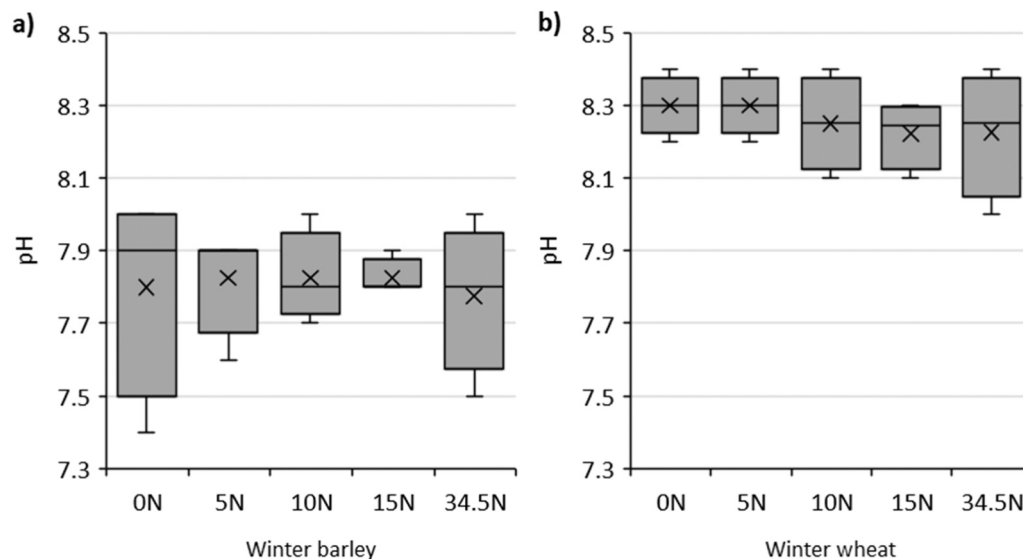 a)
8.5
8.3
8.1
7.9
7.7
7.5
7.3
pH
0N 5N 10N 15N 34.5N
Winter barley
b)
8.5
8.3
8.1
7.9
7.7
7.5
7.3
pH
0N 5N 10N 15N 34.5N
Winter wheat